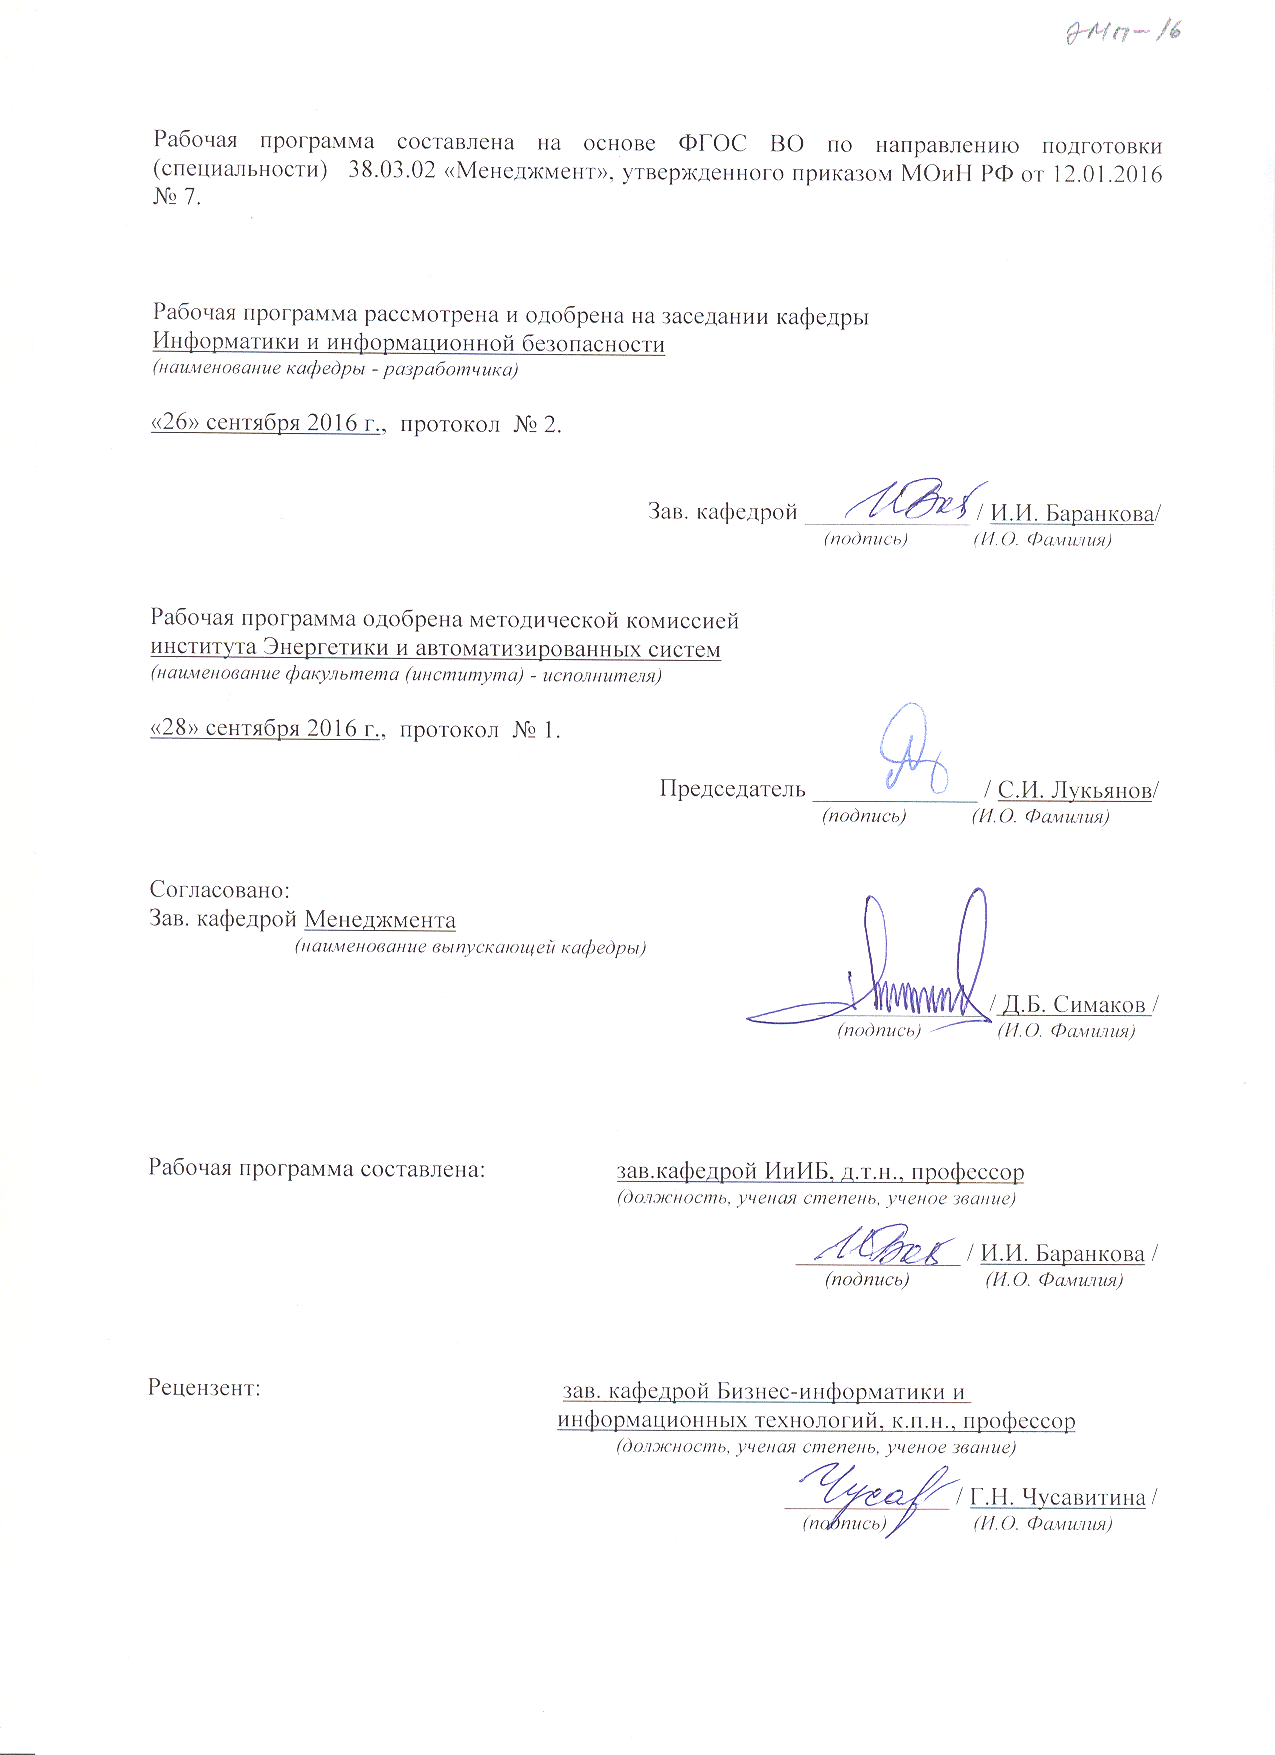 Рабочая программа составлена на основе ФГОС ВО по направлению подготовки
(специальности) 38.03.02 «Менеджмент», утвержденного приказом МОиН РФ от 12.01.2016
№ 7.
Рабочая программа рассмотрена и одобрена на заседании кафедры
Информатики и информационной безопасности
(наименование кафедры - разработчика)
«26» сентября 2016 г., протокол № 2.
Зав. кафедрой _____________ / И.И. Баранкова/
(подпись) (И.О. Фамилия)
Рабочая программа одобрена методической комиссией
института Энергетики и автоматизированных систем
(наименование факультета (института) - исполнителя)
«28» сентября 2016 г., протокол № 1.
Председатель _____________ / С.И. Лукьянов/
(подпись) (И.О. Фамилия)
Согласовано:
Зав. кафедрой Менеджмента
(наименование выпускающей кафедры)
_____________ / Д.Б. Симаков /
(подпись) (И.О. Фамилия)
Рабочая программа составлена: зав.кафедрой ИиИБ, д.т.н., профессор
(должность, ученая степень, ученое звание)
_____________ / И.И. Баранкова /
(подпись) (И.О. Фамилия)
Рецензент: зав. кафедрой Бизнес-информатики и
информационных технологий, к.п.н., профессор
(должность, ученая степень, ученое звание)
_____________ / Г.Н. Чусавитина /
(подпись) (И.О. Фамилия)